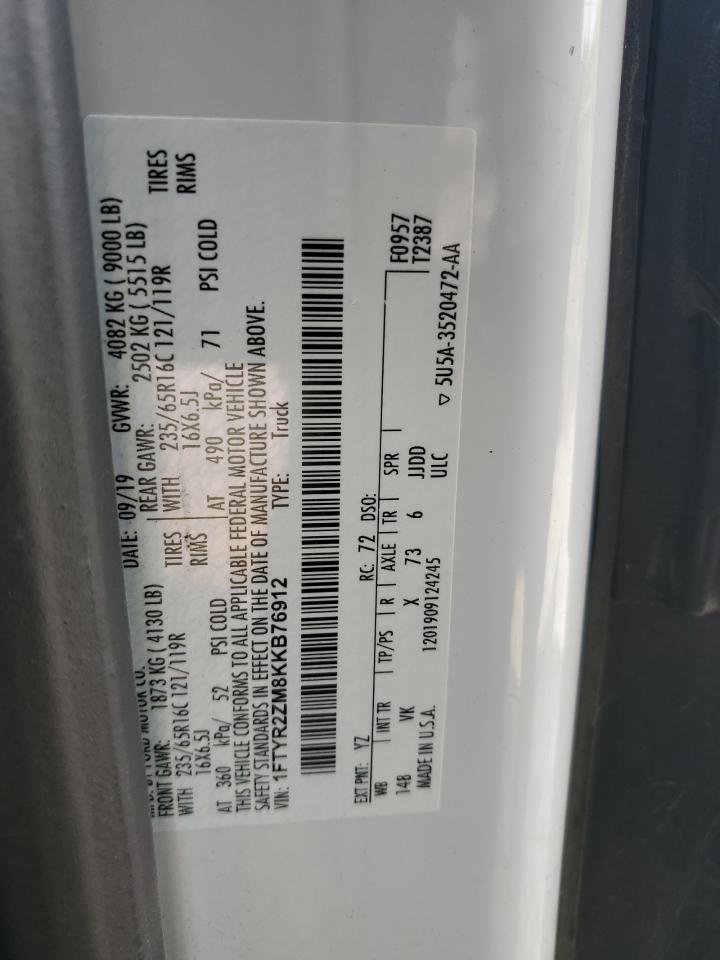 MFD. BY FORD MOTOR CO.
DATE: 09/19 GVWR: 4082 KG ( 9000 LB)
FRONT GAWR: 1873 KG ( 4130 LB) REAR GAWR: 2502 KG ( 5515 LB)
WITH 235/65R16C 121/119R TIRES WITH 235/65R16C 121/119R TIRES
16X6.5J RIMS 16X6.5J RIMS
AT 360 kPa/ 52 PSI COLD AT 490 kPa/ 71 PSI COLD
THIS VEHICLE CONFORMS TO ALL APPLICABLE FEDERAL MOTOR VEHICLE
SAFETY STANDARDS IN EFFECT ON THE DATE OF MANUFACTURE SHOWN ABOVE.
VIN: 1FTYR2ZM8KKB76912 TYPE: Truck
EXT PNT: YZ RC: 72 DSO: F0957
WB INT TR TP/PS R AXLE TR SPR T2387
148 VK X 73 6 JJDD
MADE IN U.S.A. 1201909124245 ULC ▽ 5U5A-3520472-AA